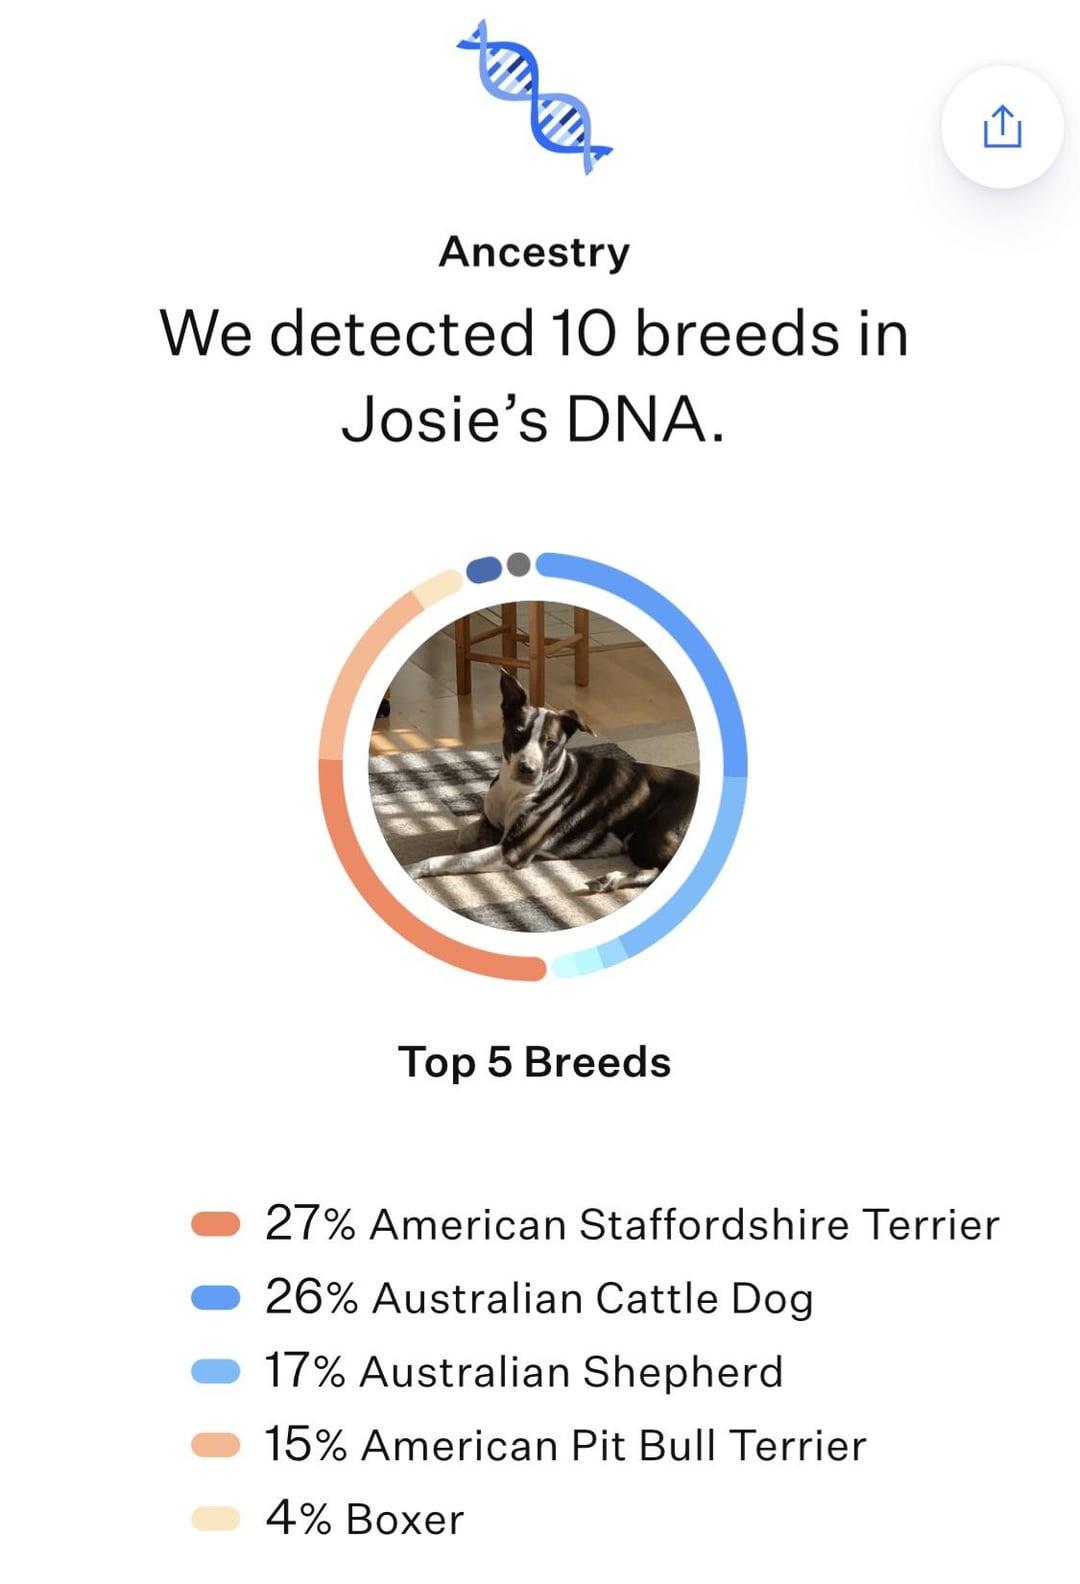 Ancestry
We detected 10 breeds in
Josie’s DNA.
Top 5 Breeds
27% American Staffordshire Terrier
26% Australian Cattle Dog
17% Australian Shepherd
15% American Pit Bull Terrier
4% Boxer